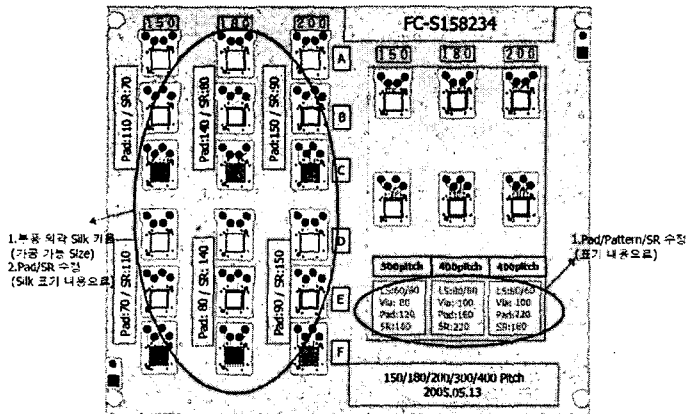 150 180 200
FC-S158234
150 180 200
A
B
C
D
E
F
Pad:110 / SR:70
Pad:140 / SR:80
Pad:150 / SR:90
Pad:70 / SR:110
Pad: 80 / SR: 140
Pad:90 / SR:150
1.부품 외각 Silk 가공
(가공 가능 Size)
2.Pad/SR 수정
(Silk 표기 내용으로)
1.Pad/Pattern/SR 수정
(표기 내용으로)
300pitch 400pitch 400pitch
LS:60/80 LS:80/80 LS:80/60
Via: 80 Via: 100 Via: 100
Pad:120 Pad:160 Pad:220
SR:160 SR:220 SR:180
150/180/200/300/400 Pitch
2005.05.13